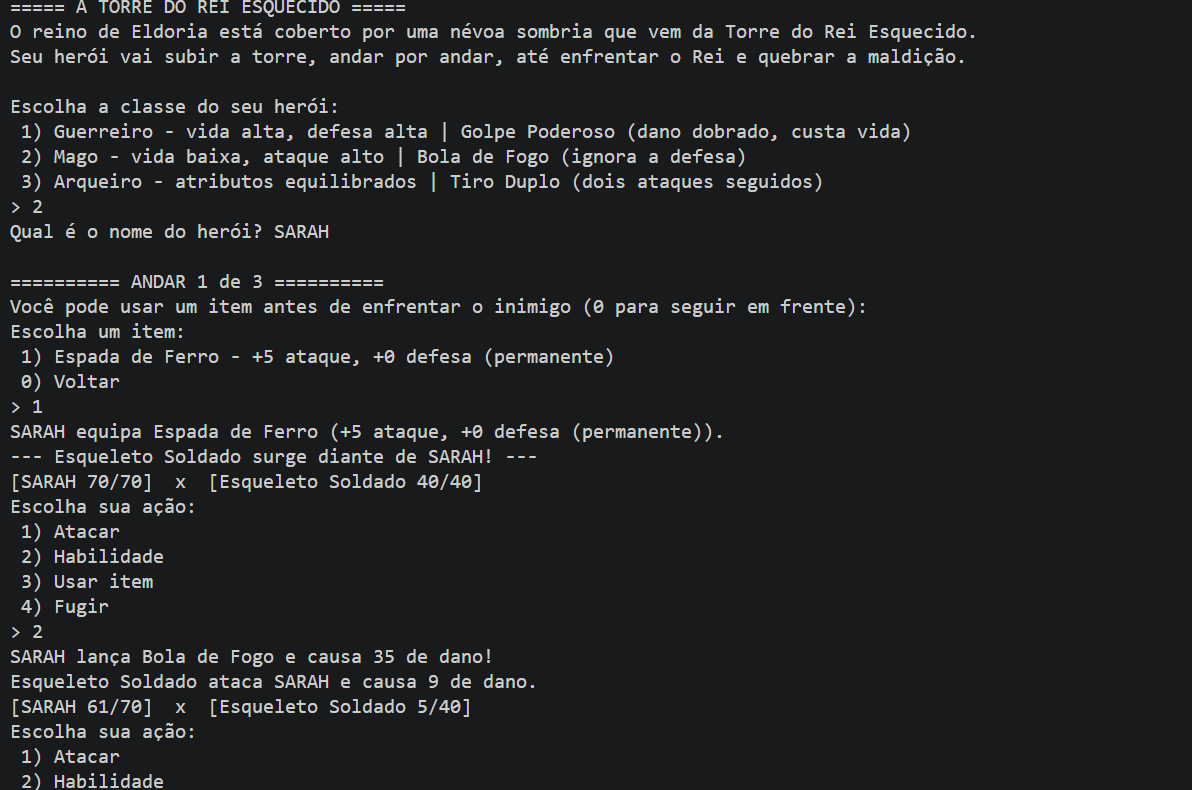 ===== A TORRE DO REI ESQUECIDO =====
O reino de Eldoria está coberto por uma névoa sombria que vem da Torre do Rei Esquecido.
Seu herói vai subir a torre, andar por andar, até enfrentar o Rei e quebrar a maldição.
Escolha a classe do seu herói:
1) Guerreiro - vida alta, defesa alta | Golpe Poderoso (dano dobrado, custa vida)
2) Mago - vida baixa, ataque alto | Bola de Fogo (ignora a defesa)
3) Arqueiro - atributos equilibrados | Tiro Duplo (dois ataques seguidos)
> 2
Qual é o nome do herói? SARAH
========== ANDAR 1 de 3 ==========
Você pode usar um item antes de enfrentar o inimigo (0 para seguir em frente):
Escolha um item:
1) Espada de Ferro - +5 ataque, +0 defesa (permanente)
0) Voltar
> 1
SARAH equipa Espada de Ferro (+5 ataque, +0 defesa (permanente)).
--- Esqueleto Soldado surge diante de SARAH! ---
[SARAH 70/70]  x  [Esqueleto Soldado 40/40]
Escolha sua ação:
1) Atacar
2) Habilidade
3) Usar item
4) Fugir
> 2
SARAH lança Bola de Fogo e causa 35 de dano!
Esqueleto Soldado ataca SARAH e causa 9 de dano.
[SARAH 61/70]  x  [Esqueleto Soldado 5/40]
Escolha sua ação:
1) Atacar
2) Habilidade